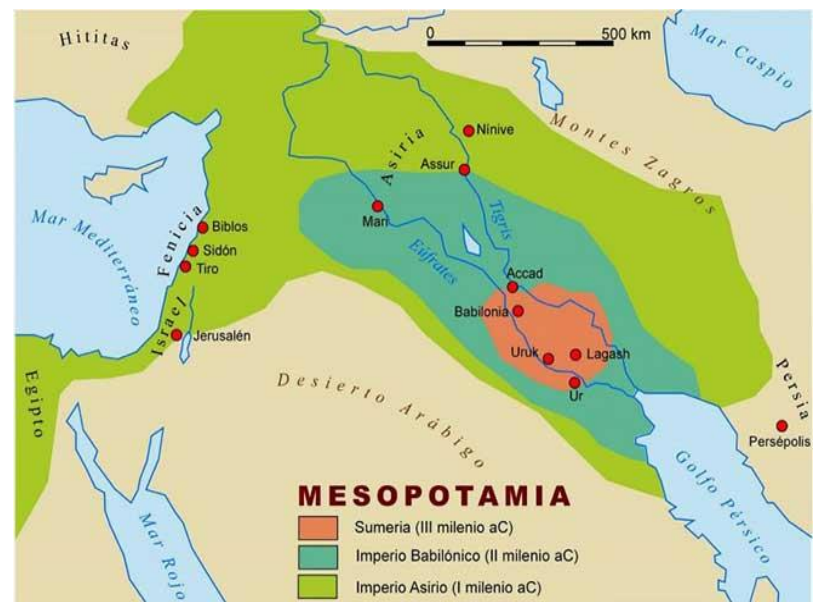 Hititas
0
500 km
Mar Caspio
Montes Zagros
Nínive
Asiria
Assur
Mari
Tigris
Eúfrates
Mar Mediterráneo
Fenicia
Biblos
Sidón
Tiro
Israel
Jerusalén
Accad
Babilonia
Uruk
Lagash
Ur
Egipto
Desierto Arábigo
Persia
Persépolis
Golfo Pérsico
Mar Rojo
MESOPOTAMIA
Sumeria (III milenio aC)
Imperio Babilónico (II milenio aC)
Imperio Asirio (I milenio aC)